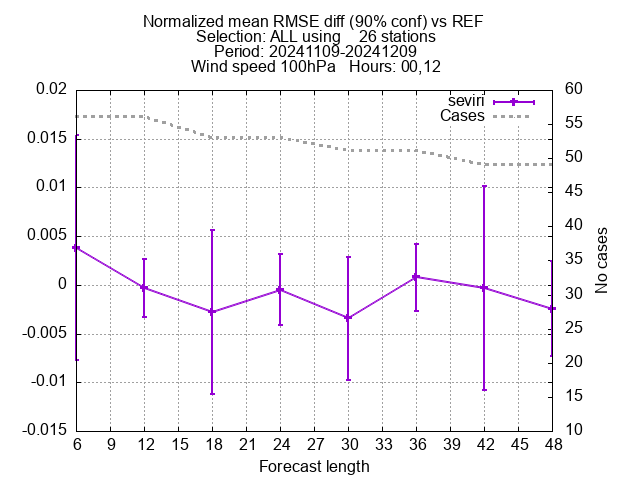 Normalized mean RMSE diff (90% conf) vs REF
Selection: ALL using    26 stations
Period: 20241109-20241209
Wind speed 100hPa   Hours: 00,12
seviri
Cases
0.02
0.015
0.01
0.005
0
-0.005
-0.01
-0.015
60
55
50
45
40
35
30
25
20
15
10
No cases
6 9 12 15 18 21 24 27 30 33 36 39 42 45 48
Forecast length